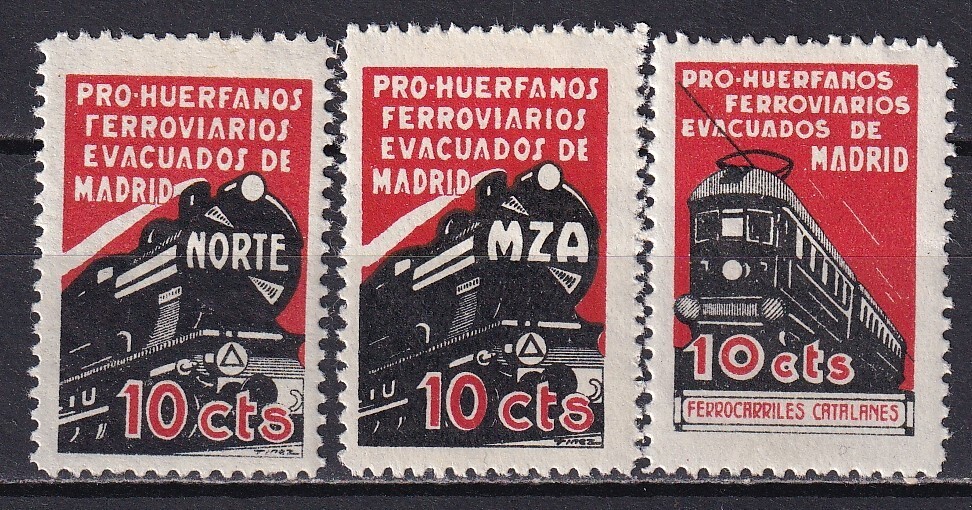 PRO-HUERFANOS
FERROVIARIOS
EVACUADOS DE
MADRID
NORTE
U
10 cts
PRO-HUERFANOS
FERROVIARIOS
EVACUADOS DE
MADRID
MZA
10 cts
PRO-HUERFANOS
FERROVIARIOS
EVACUADOS DE
MADRID
10 cts
FERROCARRILES CATALANES